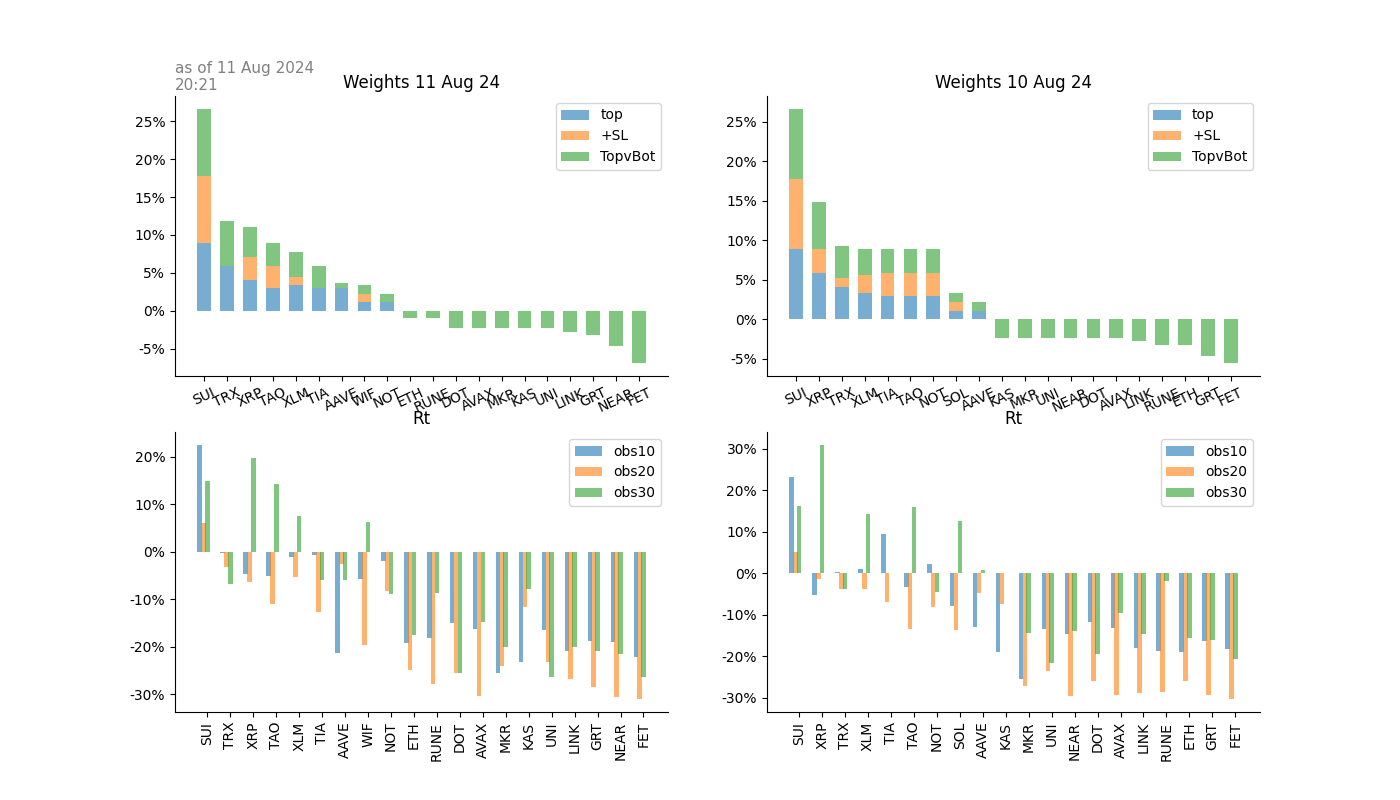 as of 11 Aug 2024
20:21
Weights 11 Aug 24
25%
20%
15%
10%
5%
0%
-5%
top
+SL
TopvBot
SUI TRX XRP TAO XLM TIA AAVE WIF NOT ETH RUNE DOT AVAX MKR KAS UNI LINK GRT NEAR FET
Weights 10 Aug 24
25%
20%
15%
10%
5%
0%
-5%
top
+SL
TopvBot
SUI XRP TRX XLM TIA TAO NOT SOL AAVE KAS MKR UNI NEAR DOT AVAX LINK RUNE ETH GRT FET
Rt
20%
10%
0%
-10%
-20%
-30%
obs10
obs20
obs30
SUI TRX XRP TAO XLM TIA AAVE WIF NOT ETH RUNE DOT AVAX MKR KAS UNI LINK GRT NEAR FET
Rt
30%
20%
10%
0%
-10%
-20%
-30%
obs10
obs20
obs30
SUI XRP TRX XLM TIA TAO NOT SOL AAVE KAS MKR UNI NEAR DOT AVAX LINK RUNE ETH GRT FET